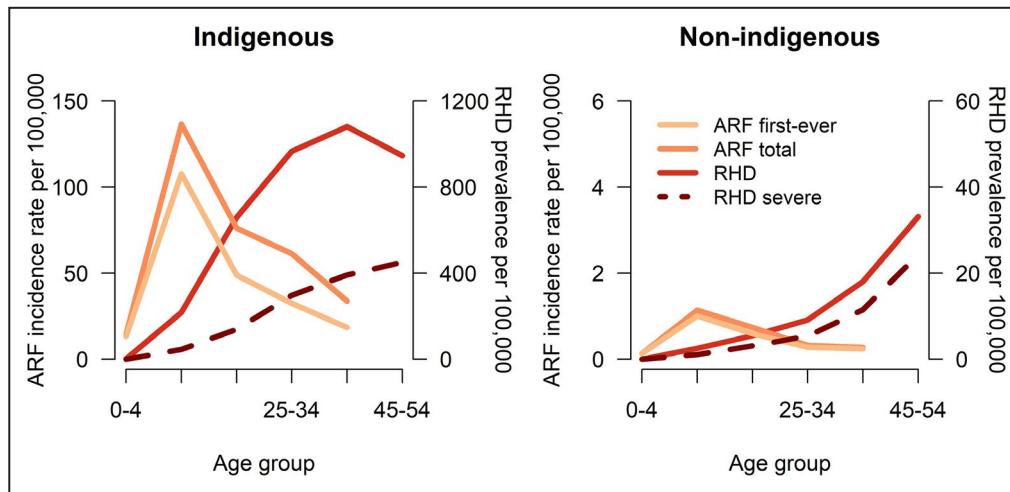 Indigenous
ARF incidence rate per 100,000
150
100
50
0
RHD prevalence per 100,000
1200
800
400
0
0-4
25-34
45-54
Age group
Non-indigenous
ARF incidence rate per 100,000
6
4
2
0
RHD prevalence per 100,000
60
40
20
0
ARF first-ever
ARF total
RHD
RHD severe
0-4
25-34
45-54
Age group